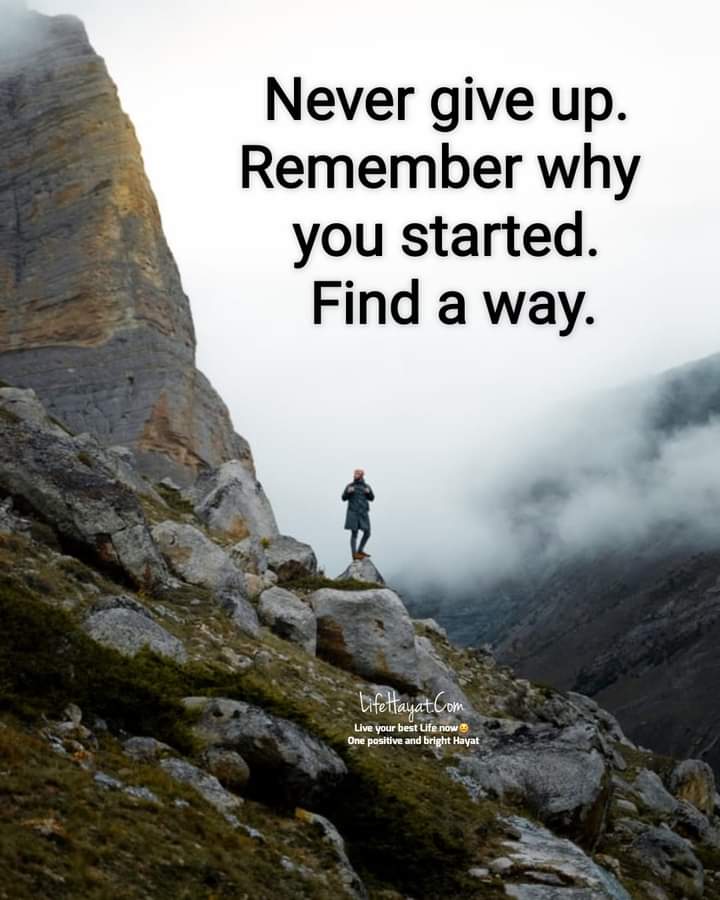 Never give up.
Remember why
you started.
Find a way.
LifeHayat.Com
Live your best Life now😉
One positive and bright Hayat